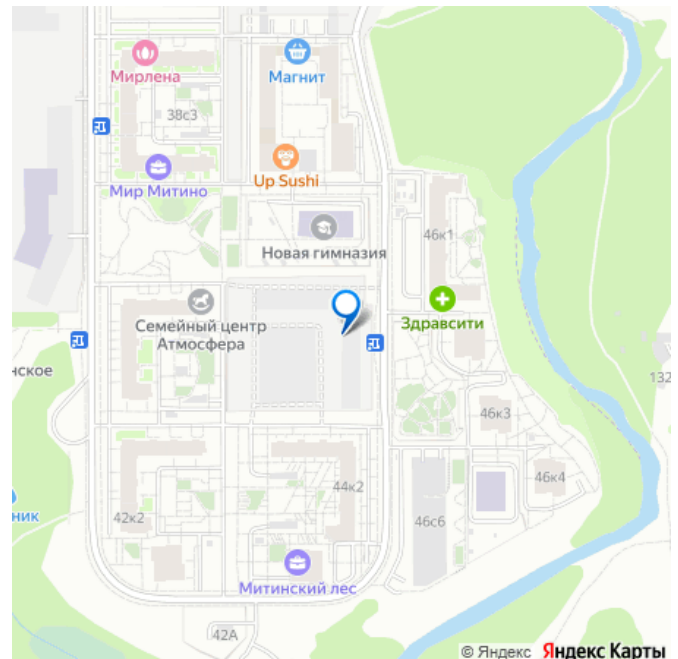 Мирлена
Магнит
38с3
Мир Митино
Up Sushi
Новая гимназия
46к1
Семейный центр
Атмосфера
Здравсити
нское
132
46к3
44к2
46к4
42к2
46с6
ник
Митинский лес
42А
© Яндекс Яндекс Карты